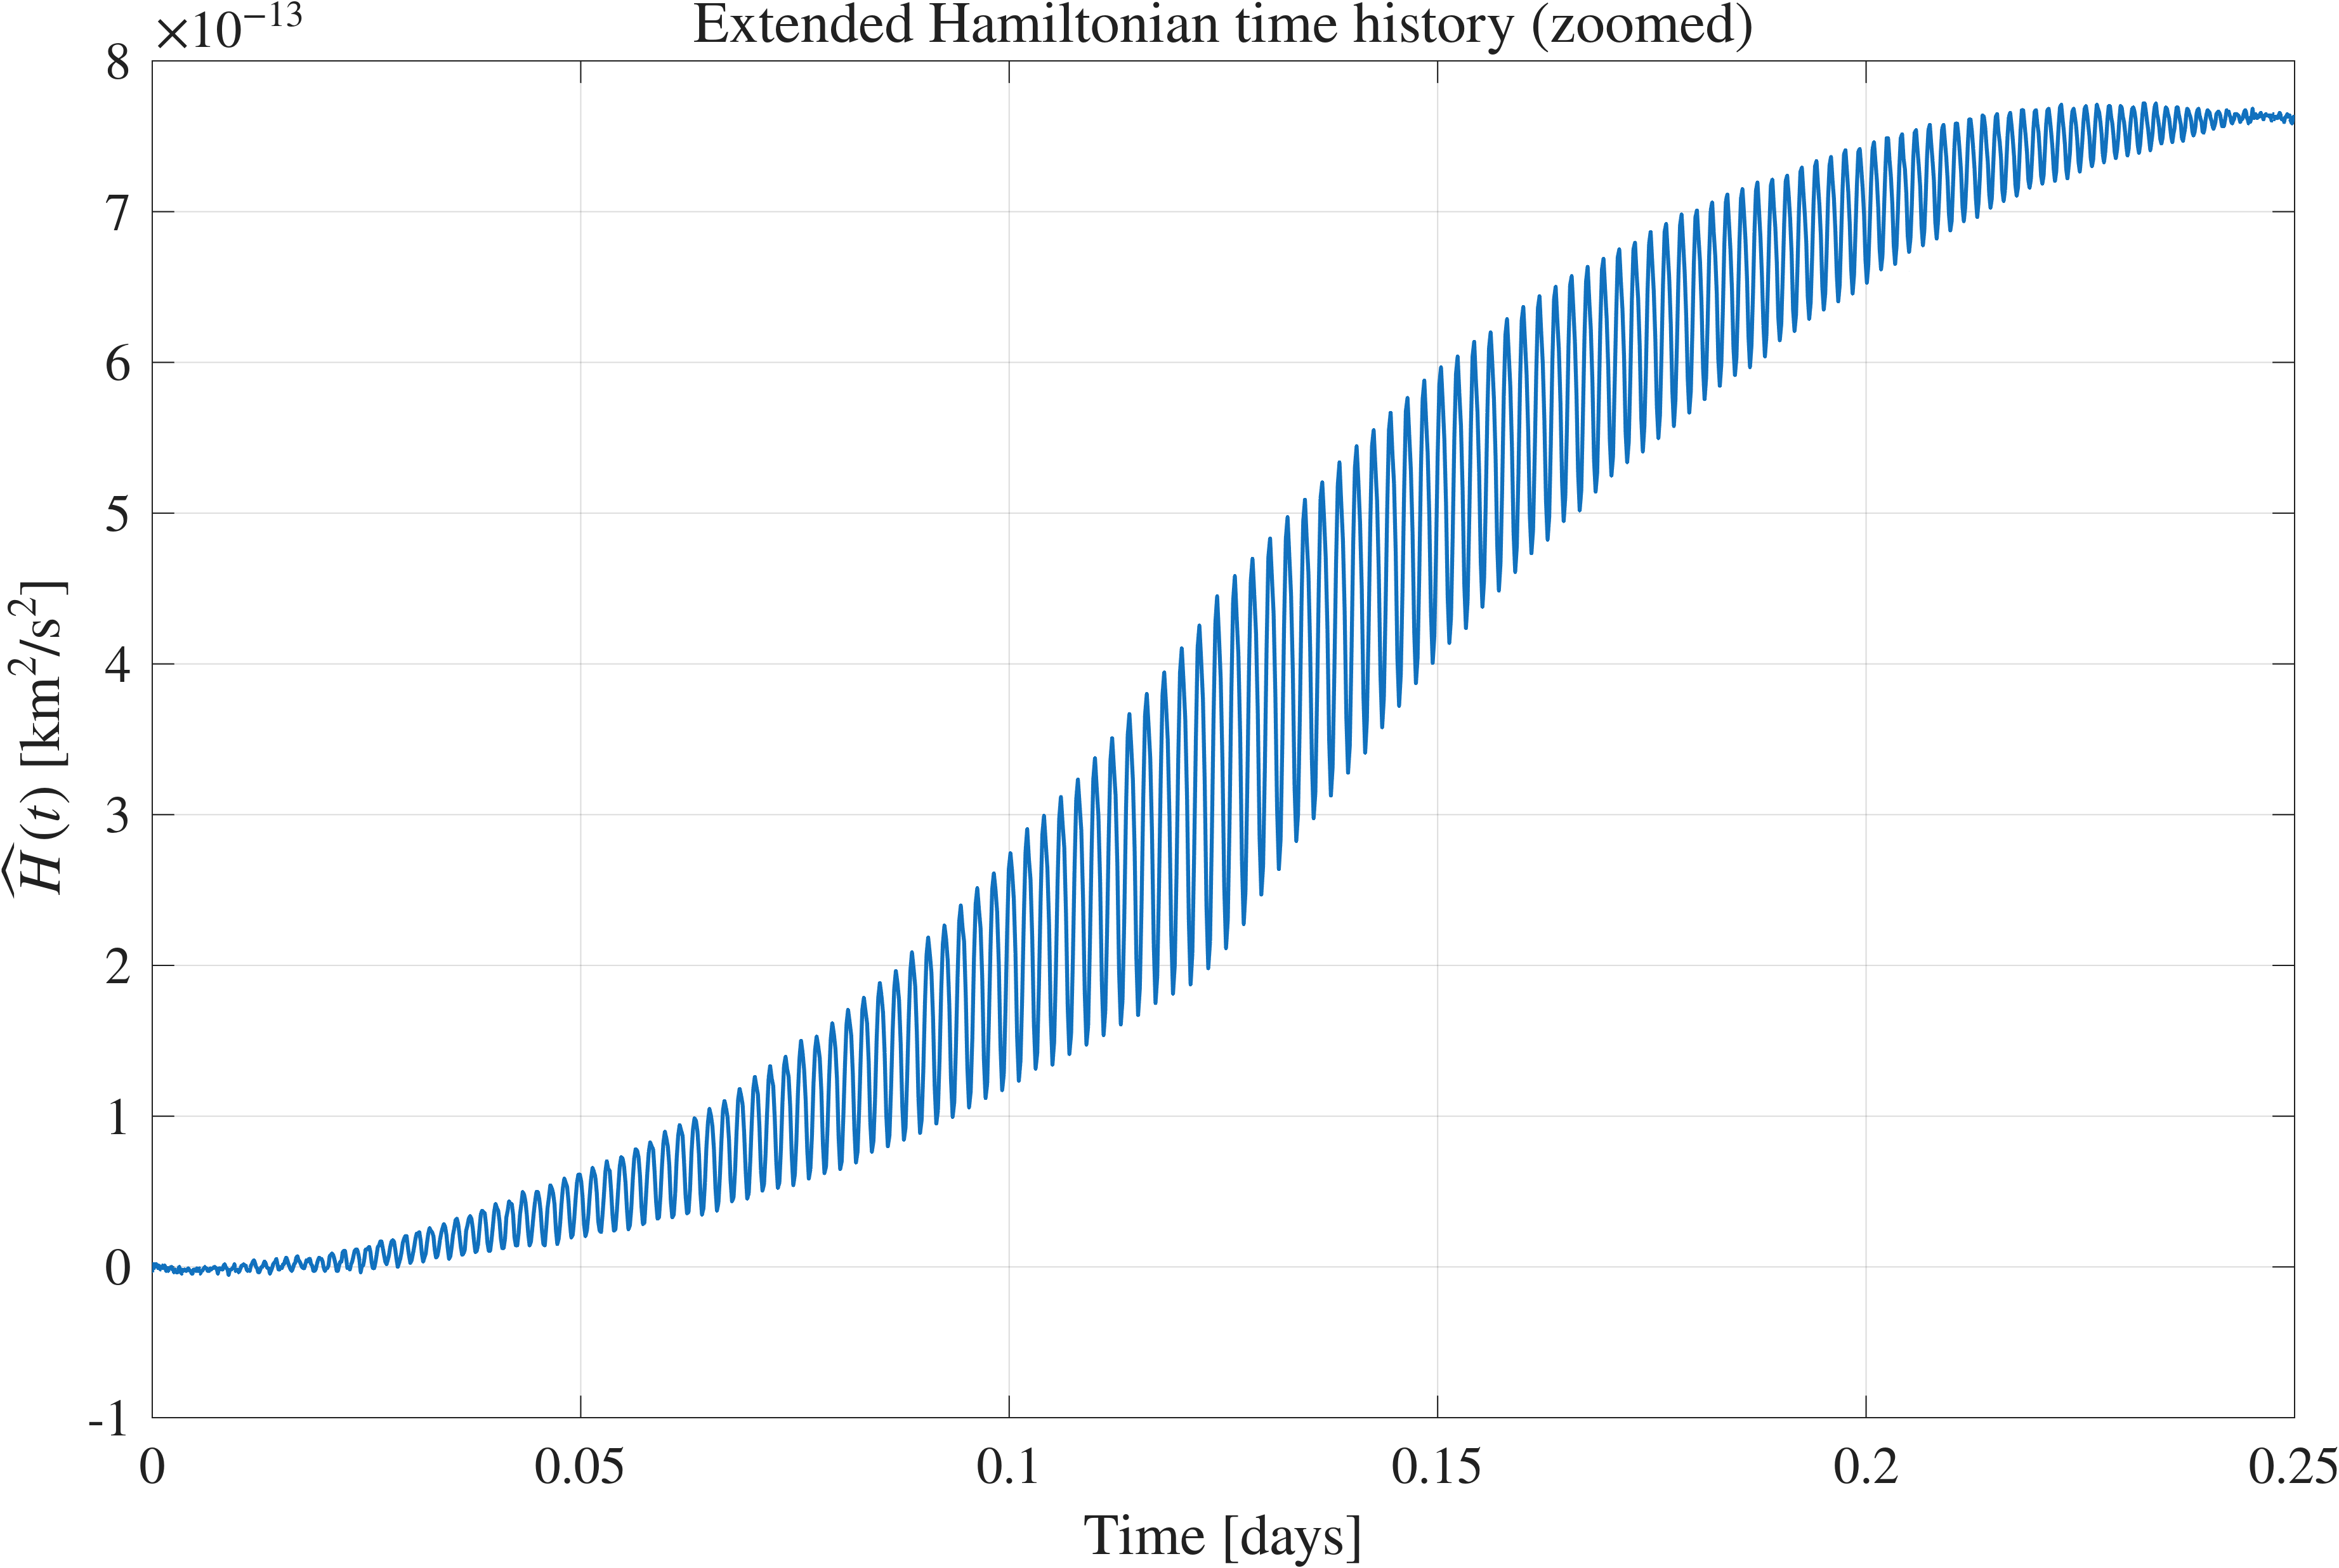 Extended Hamiltonian time history (zoomed)
×10⁻¹³
8
7
6
5
4
3
2
1
0
-1
Ĥ(t) [km²/s²]
0 0.05 0.1 0.15 0.2 0.25
Time [days]